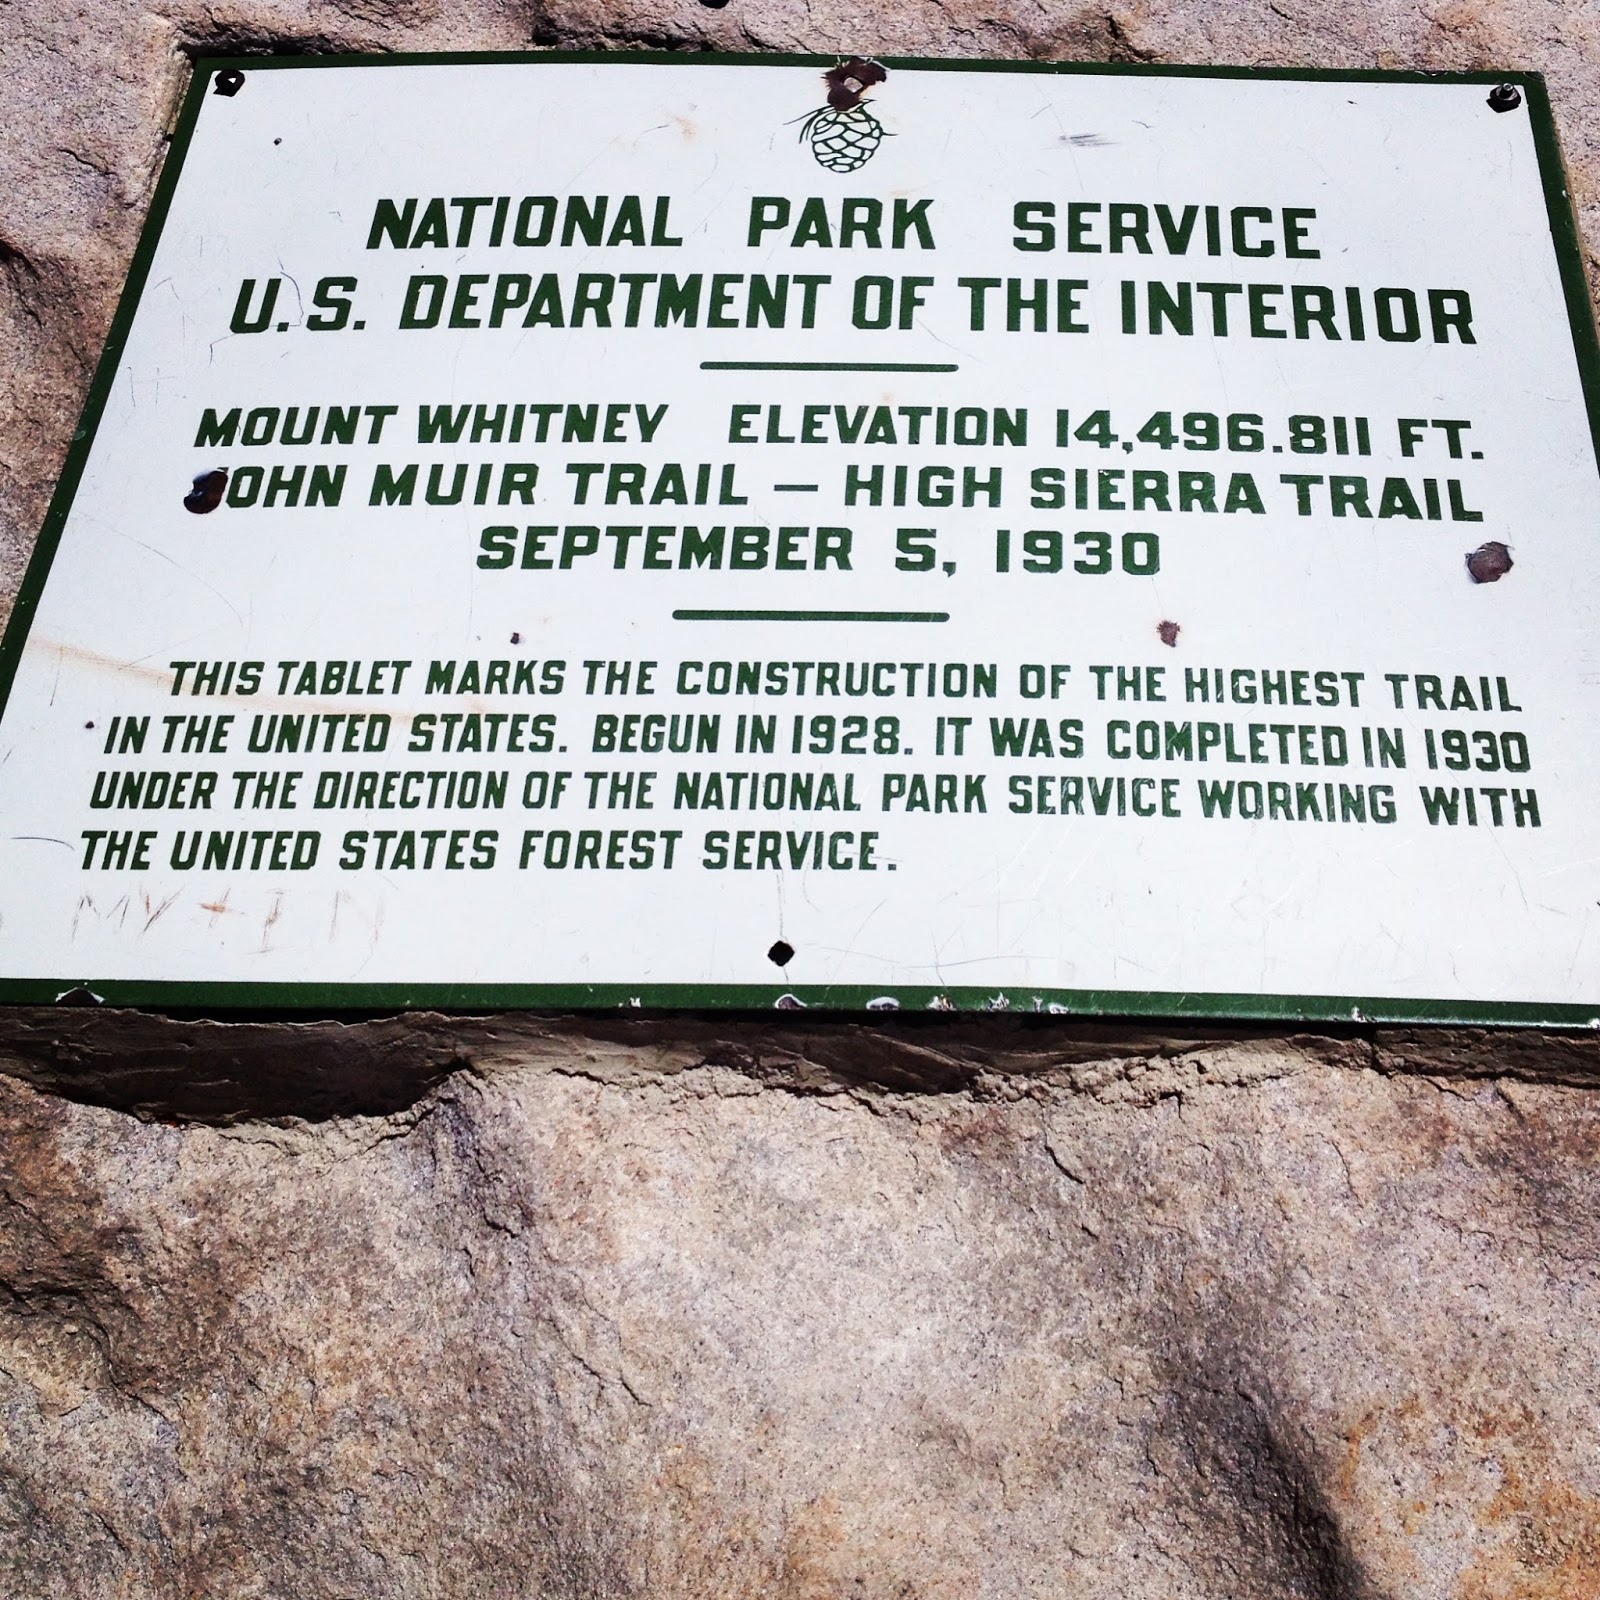 NATIONAL PARK SERVICE
U.S. DEPARTMENT OF THE INTERIOR
MOUNT WHITNEY ELEVATION 14,496.811 FT.
JOHN MUIR TRAIL — HIGH SIERRA TRAIL
SEPTEMBER 5, 1930
THIS TABLET MARKS THE CONSTRUCTION OF THE HIGHEST TRAIL
IN THE UNITED STATES. BEGUN IN 1928. IT WAS COMPLETED IN 1930
UNDER THE DIRECTION OF THE NATIONAL PARK SERVICE WORKING WITH
THE UNITED STATES FOREST SERVICE.